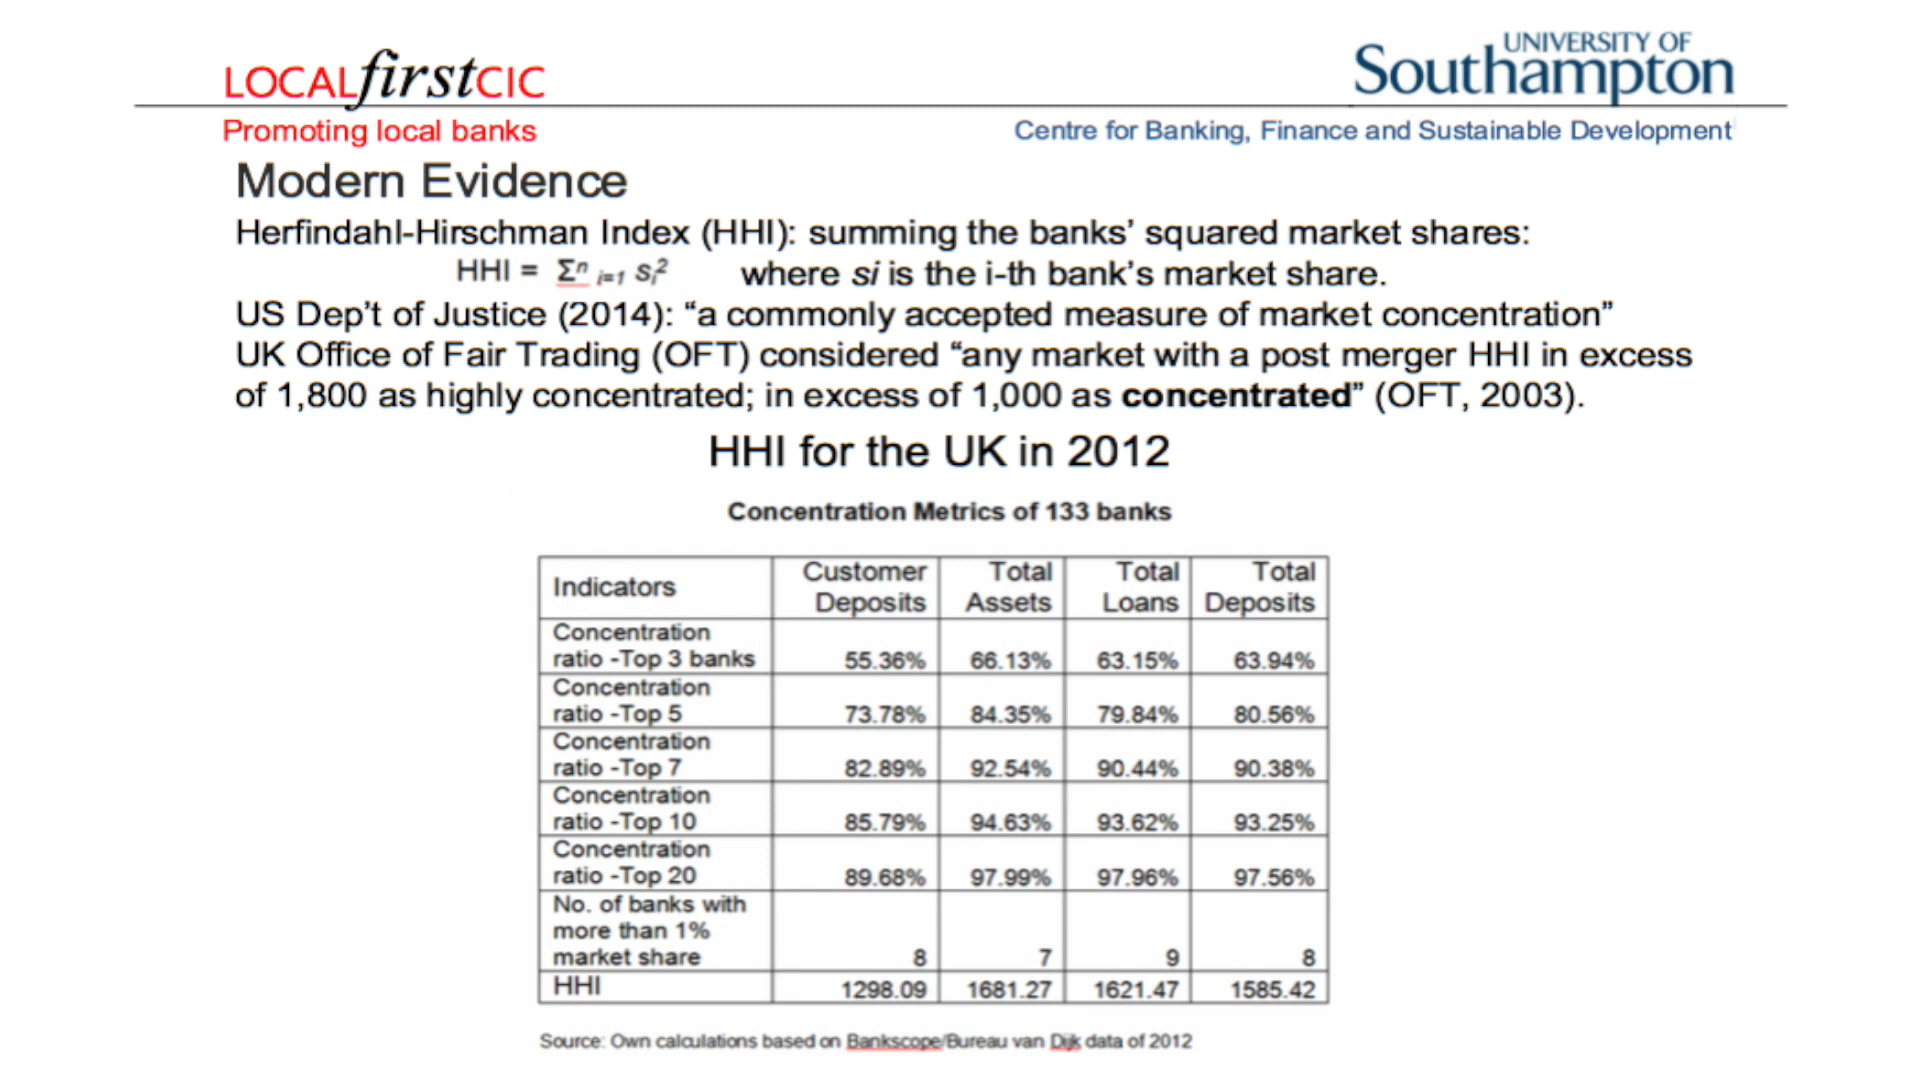 LOCALfirstCIC
UNIVERSITY OF
Southampton
Promoting local banks
Centre for Banking, Finance and Sustainable Development
Modern Evidence
Herfindahl-Hirschman Index (HHI): summing the banks’ squared market shares:
HHI = Σⁿ i=1 sᵢ² where si is the i-th bank’s market share.
US Dep’t of Justice (2014): “a commonly accepted measure of market concentration”
UK Office of Fair Trading (OFT) considered “any market with a post merger HHI in excess
of 1,800 as highly concentrated; in excess of 1,000 as concentrated” (OFT, 2003).
HHI for the UK in 2012
Concentration Metrics of 133 banks
Indicators Customer Deposits Total Assets Total Loans Total Deposits
Concentration
ratio -Top 3 banks 55.36% 66.13% 63.15% 63.94%
Concentration
ratio -Top 5 73.78% 84.35% 79.84% 80.56%
Concentration
ratio -Top 7 82.89% 92.54% 90.44% 90.38%
Concentration
ratio -Top 10 85.79% 94.63% 93.62% 93.25%
Concentration
ratio -Top 20 89.68% 97.99% 97.96% 97.56%
No. of banks with
more than 1%
market share 8 7 9 8
HHI 1298.09 1681.27 1621.47 1585.42
Source: Own calculations based on Bankscope/Bureau van Dijk data of 2012